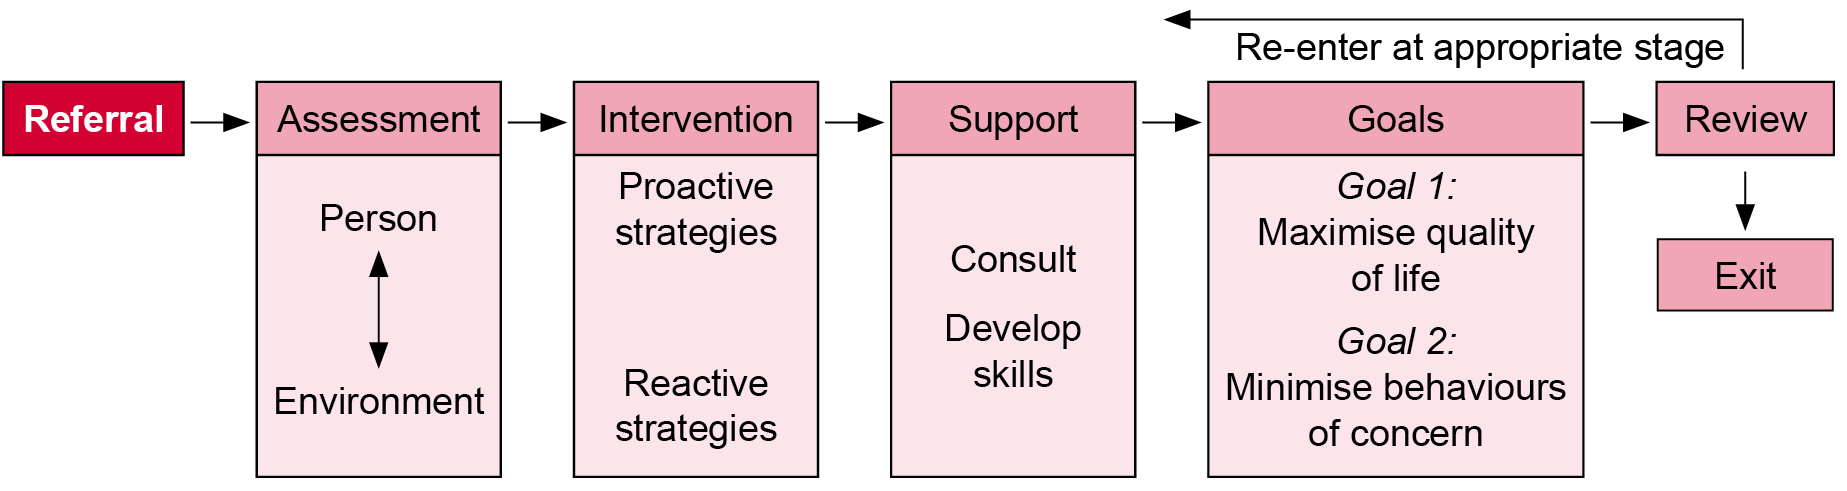 Re-enter at appropriate stage
Referral
Assessment
Person
Environment
Intervention
Proactive
strategies
Reactive
strategies
Support
Consult
Develop
skills
Goals
Goal 1:
Maximise quality
of life
Goal 2:
Minimise behaviours
of concern
Review
Exit